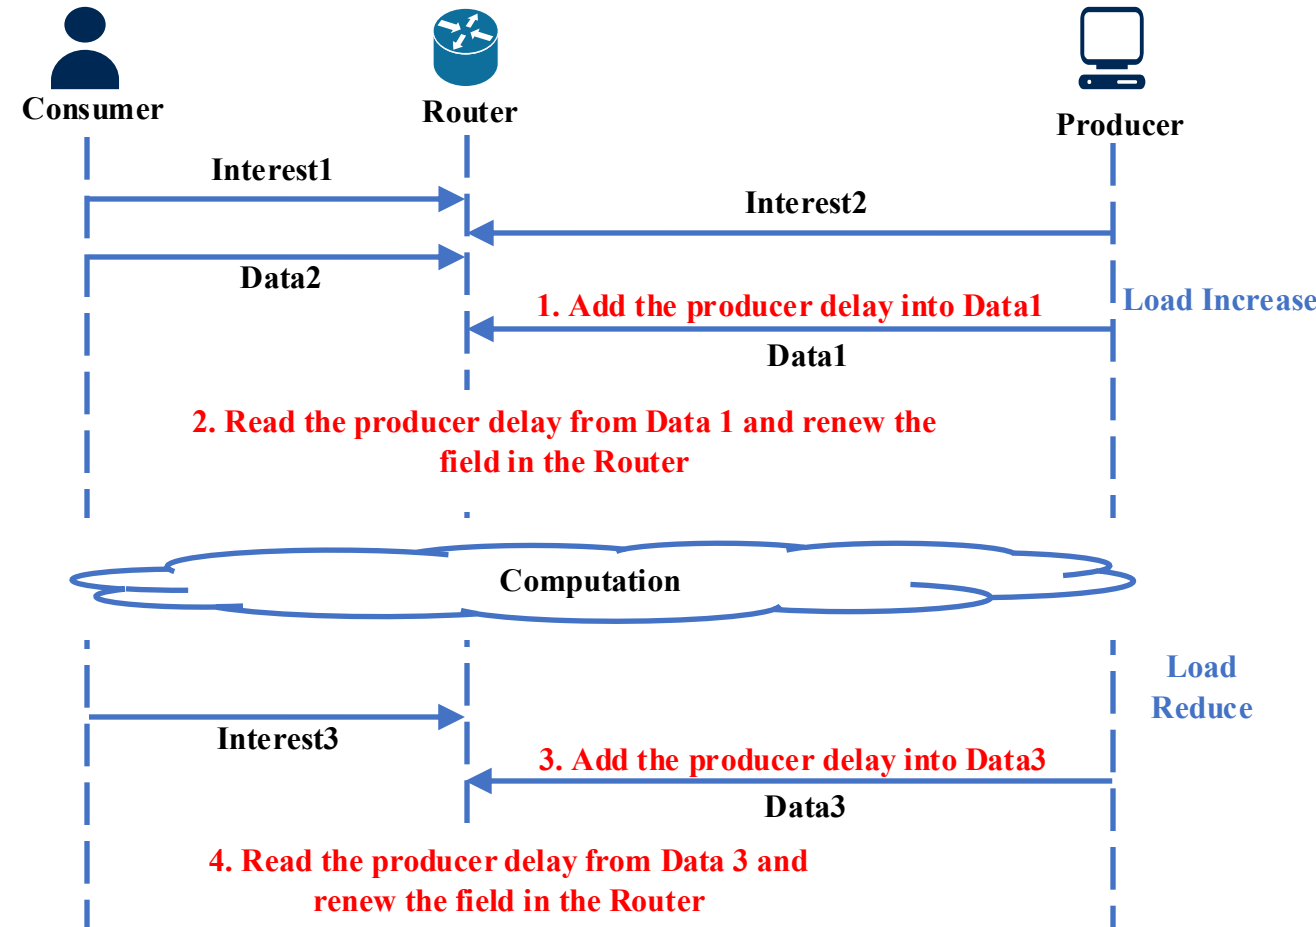 Consumer
Router
Producer
Interest1
Interest2
Data2
1. Add the producer delay into Data1
Load Increase
Data1
2. Read the producer delay from Data 1 and renew the
field in the Router
Computation
Load
Reduce
Interest3
3. Add the producer delay into Data3
Data3
4. Read the producer delay from Data 3 and
renew the field in the Router